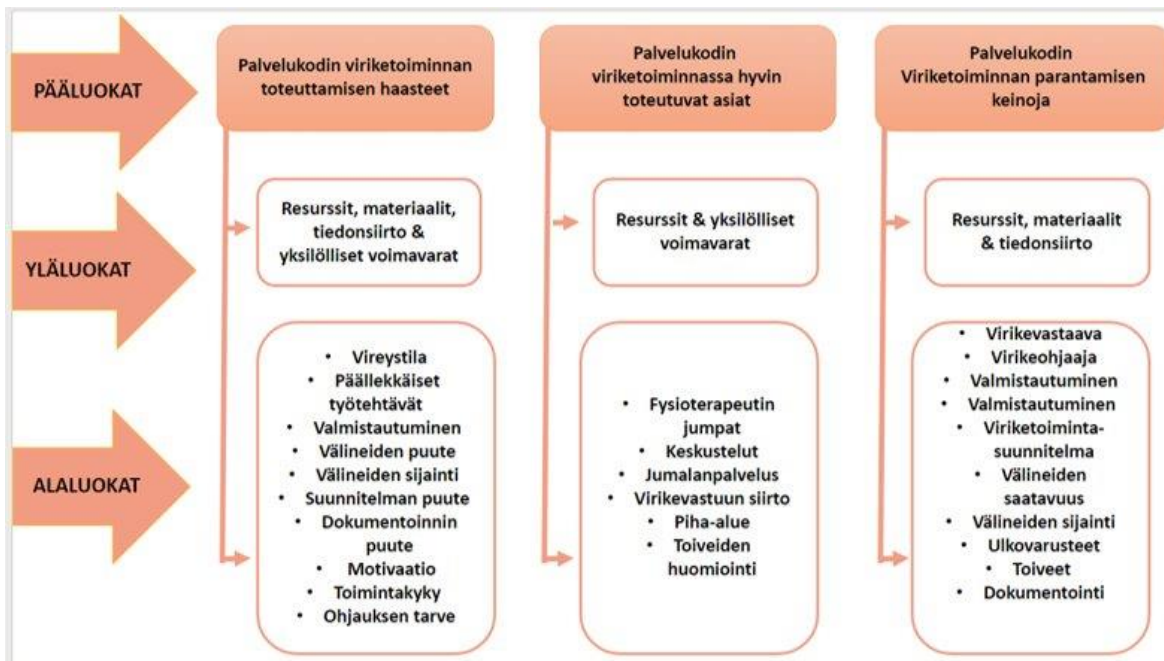 PÄÄLUOKAT
Palvelukodin viriketoiminnan
toteuttamisen haasteet
Palvelukodin
viriketoiminnassa hyvin
toteutuvat asiat
Palvelukodin
Viriketoiminnan parantamisen
keinoja
YLÄLUOKAT
Resurssit, materiaalit,
tiedonsiirto &
yksilölliset voimavarat
Resurssit & yksilölliset
voimavarat
Resurssit, materiaalit
& tiedonsiirto
ALALUOKAT
• Vireystila
• Päällekkäiset
työtehtävät
• Valmistautuminen
• Välineiden puute
• Välineiden sijainti
• Suunnitelman puute
• Dokumentoinnin
puute
• Motivaatio
• Toimintakyky
• Ohjauksen tarve
• Fysioterapeutin
jumpat
• Keskustelut
• Jumalanpalvelus
• Virikevastuun siirto
• Piha-alue
• Toiveiden
huomiointi
• Virikevastaava
• Virikeohjaaja
• Valmistautuminen
• Valmistautuminen
• Viriketoiminta-
suunnitelma
• Välineiden
saatavuus
• Välineiden sijainti
• Ulkovarusteet
• Toiveet
• Dokumentointi